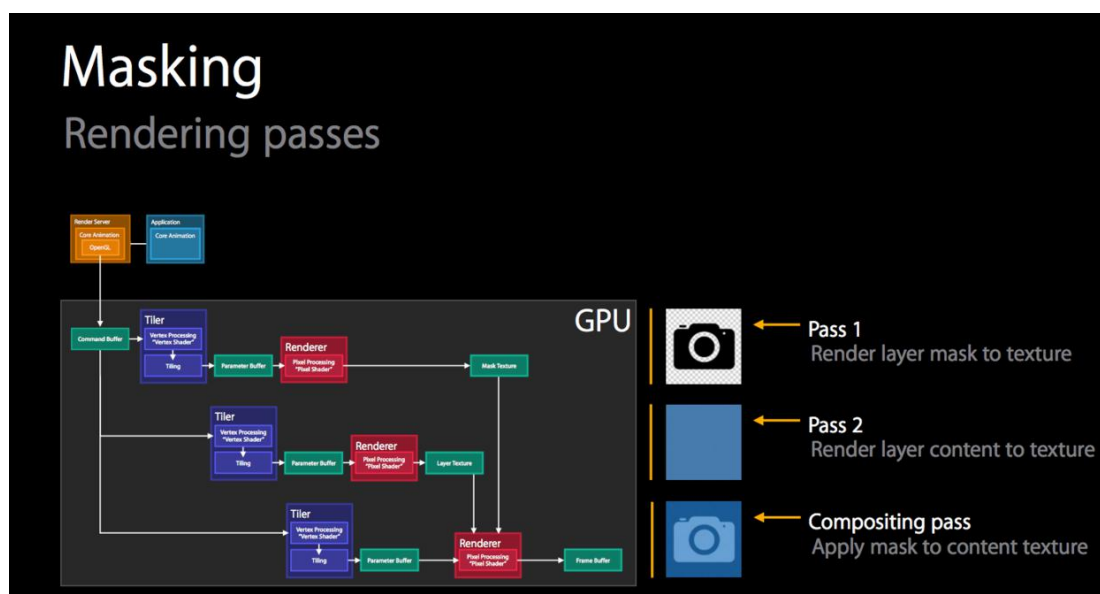 Masking
Rendering passes
Render Server
Core Animation
OpenGL
Application
Core Animation
GPU
Command Buffer
Tiler
Vertex Processing
"Vertex Shader"
Tiling
Parameter Buffer
Renderer
Pixel Processing
"Pixel Shader"
Mask Texture
Tiler
Vertex Processing
"Vertex Shader"
Tiling
Parameter Buffer
Renderer
Pixel Processing
"Pixel Shader"
Layer Texture
Tiler
Vertex Processing
"Vertex Shader"
Tiling
Parameter Buffer
Renderer
Pixel Processing
"Pixel Shader"
Frame Buffer
Pass 1
Render layer mask to texture
Pass 2
Render layer content to texture
Compositing pass
Apply mask to content texture